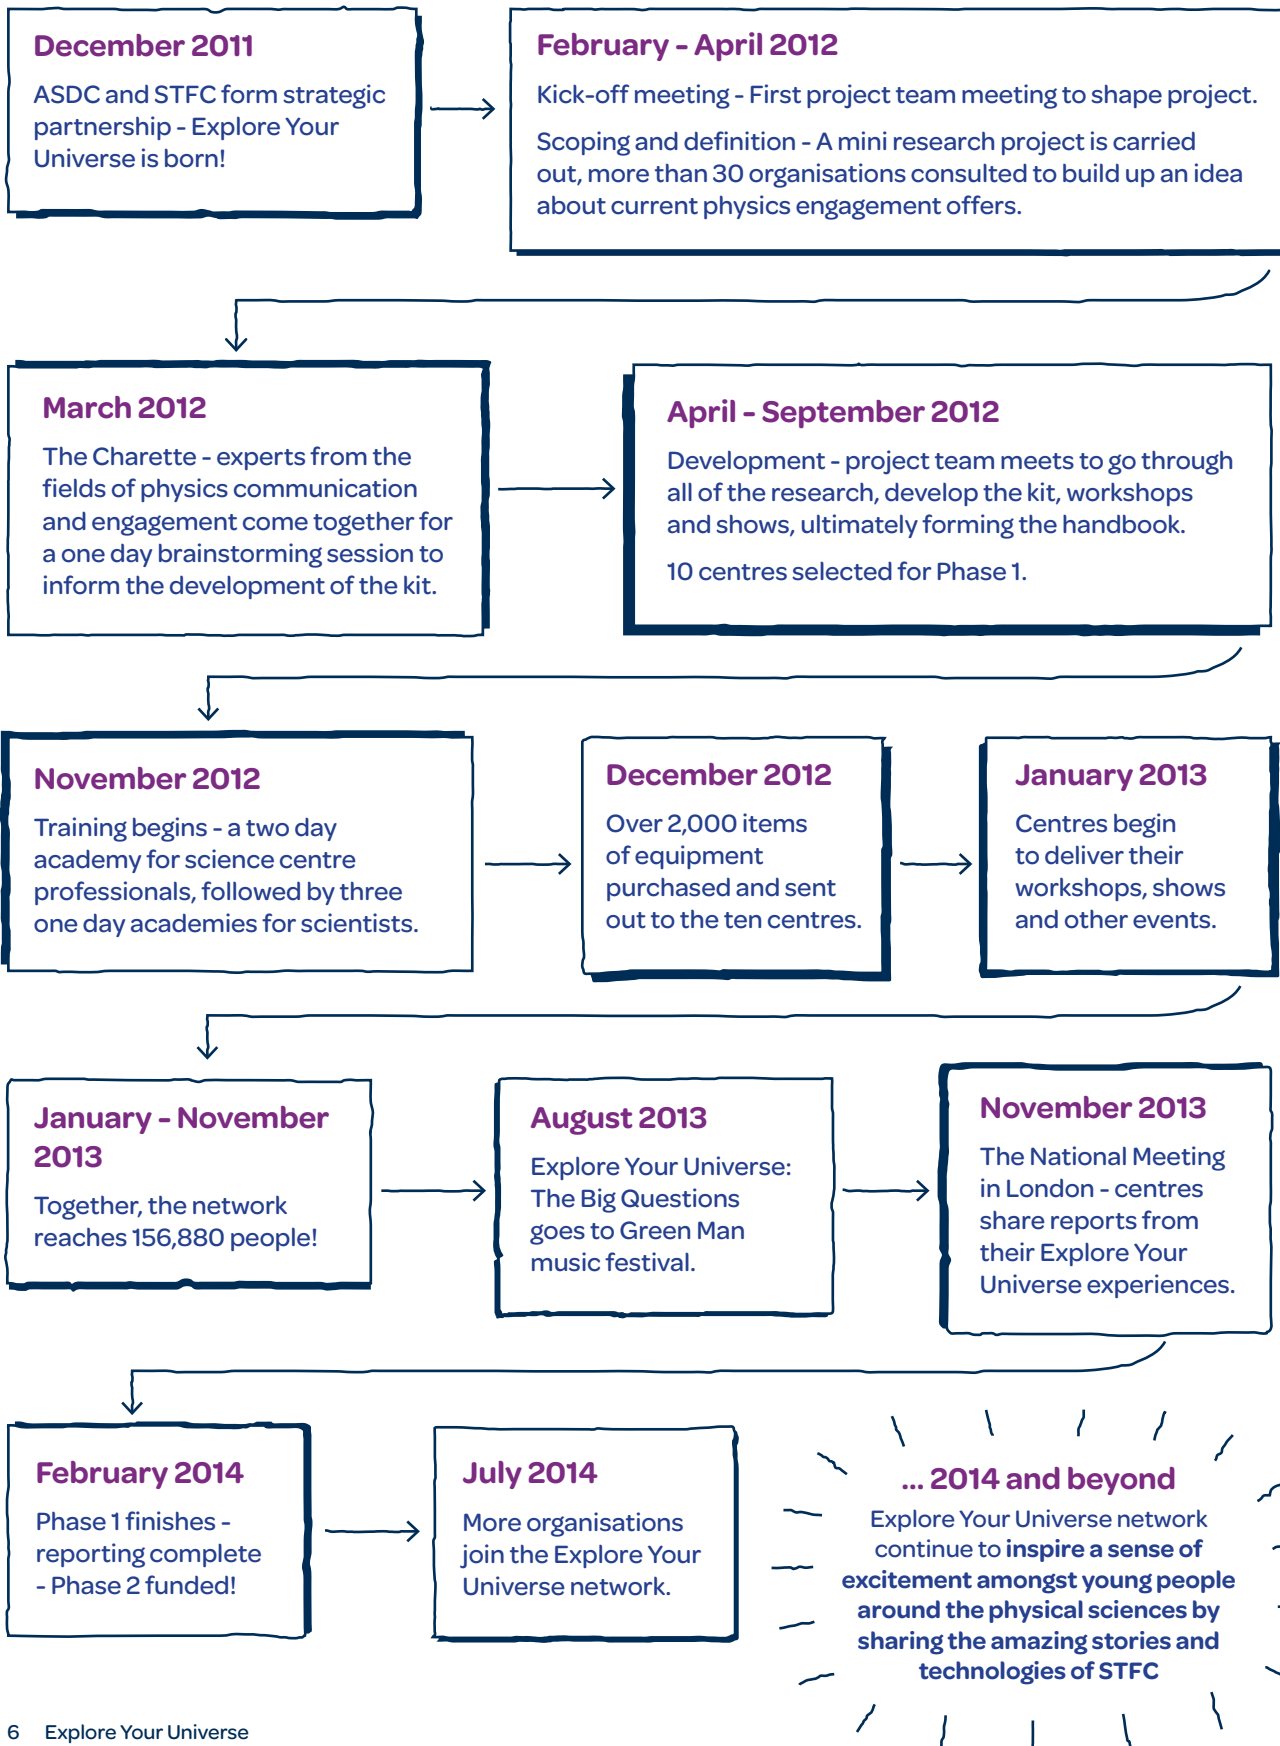 December 2011
ASDC and STFC form strategic
partnership - Explore Your
Universe is born!
February - April 2012
Kick-off meeting - First project team meeting to shape project.
Scoping and definition - A mini research project is carried
out, more than 30 organisations consulted to build up an idea
about current physics engagement offers.
March 2012
The Charette - experts from the
fields of physics communication
and engagement come together for
a one day brainstorming session to
inform the development of the kit.
April - September 2012
Development - project team meets to go through
all of the research, develop the kit, workshops
and shows, ultimately forming the handbook.
10 centres selected for Phase 1.
November 2012
Training begins - a two day
academy for science centre
professionals, followed by three
one day academies for scientists.
December 2012
Over 2,000 items
of equipment
purchased and sent
out to the ten centres.
January 2013
Centres begin
to deliver their
workshops, shows
and other events.
January - November
2013
Together, the network
reaches 156,880 people!
August 2013
Explore Your Universe:
The Big Questions
goes to Green Man
music festival.
November 2013
The National Meeting
in London - centres
share reports from
their Explore Your
Universe experiences.
February 2014
Phase 1 finishes -
reporting complete
- Phase 2 funded!
July 2014
More organisations
join the Explore Your
Universe network.
... 2014 and beyond
Explore Your Universe network
continue to inspire a sense of
excitement amongst young people
around the physical sciences by
sharing the amazing stories and
technologies of STFC
6 Explore Your Universe